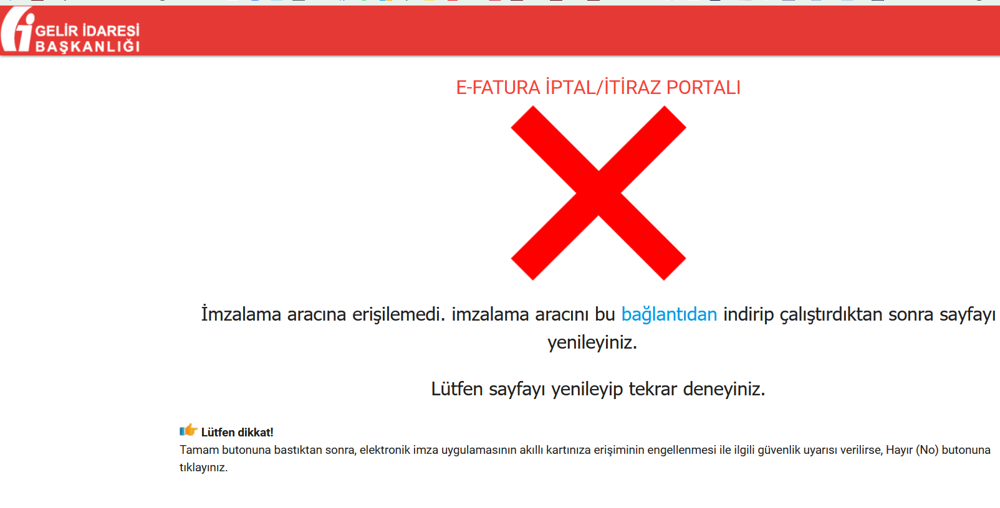 GELİR İDARESİ
BAŞKANLIĞI
E-FATURA İPTAL/İTİRAZ PORTALI
İmzalama aracına erişilemedi. imzalama aracını bu bağlantıdan indirip çalıştırdıktan sonra sayfayı
yenileyiniz.
Lütfen sayfayı yenileyip tekrar deneyiniz.
Lütfen dikkat!
Tamam butonuna bastıktan sonra, elektronik imza uygulamasının akıllı kartınıza erişiminin engellenmesi ile ilgili güvenlik uyarısı verilirse, Hayır (No) butonuna
tıklayınız.